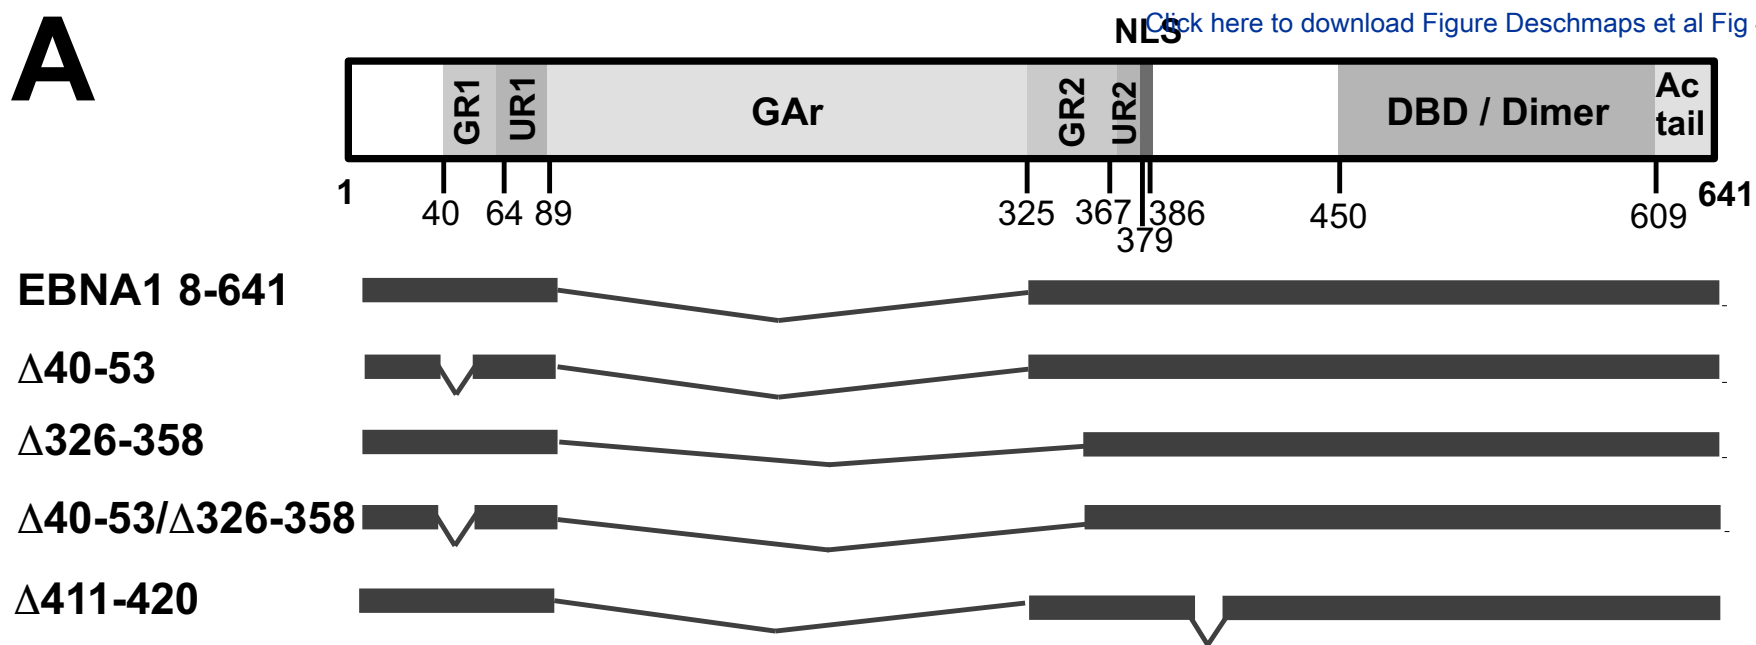 A
NLS
Click here to download Figure Deschmaps et al Fig
GR1 UR1 GAr GR2 UR2 DBD / Dimer Ac tail
1 40 64 89 325 367 379 386 450 609 641
EBNA1 8-641
Δ40-53
Δ326-358
Δ40-53/Δ326-358
Δ411-420